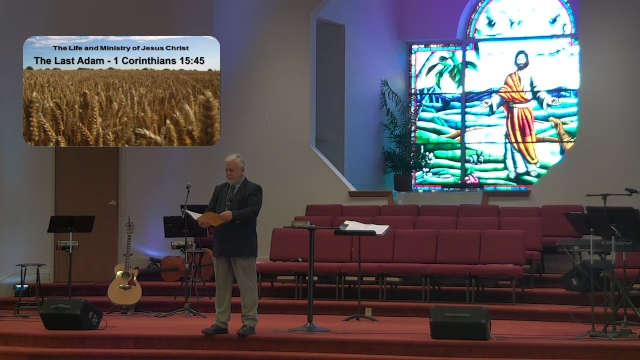 The Life and Ministry of Jesus Christ
The Last Adam - 1 Corinthians 15:45